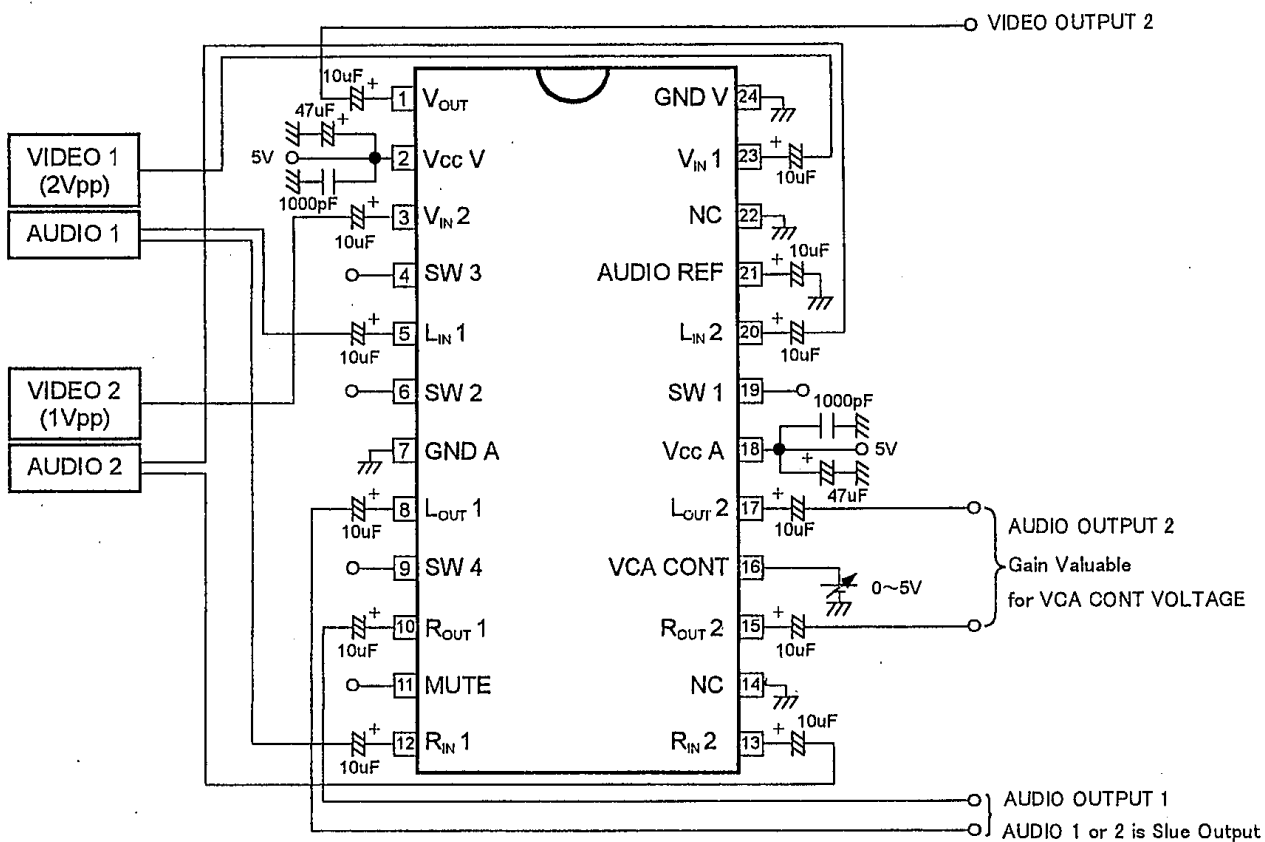 VIDEO OUTPUT 2
10uF +
1 VOUT
GND V 24
47uF +
VIDEO 1
(2Vpp)
5V
2 Vcc V
VIN 1 23 +
10uF
1000pF
AUDIO 1
+ 3 VIN 2
10uF
NC 22
10uF
4 SW 3
AUDIO REF 21 +
+ 5 LIN 1
10uF
LIN 2 20 +
10uF
VIDEO 2
(1Vpp)
6 SW 2
SW 1 19
1000pF
AUDIO 2
7 GND A
Vcc A 18
5V
+
47uF
+ 8 LOUT 1
10uF
LOUT 2 17 +
10uF
AUDIO OUTPUT 2
Gain Valuable
for VCA CONT VOLTAGE
9 SW 4
VCA CONT 16
0~5V
+ 10 ROUT 1
10uF
ROUT 2 15 +
10uF
11 MUTE
NC 14
10uF
+ 12 RIN 1
10uF
RIN 2 13 +
AUDIO OUTPUT 1
AUDIO 1 or 2 is Slue Output